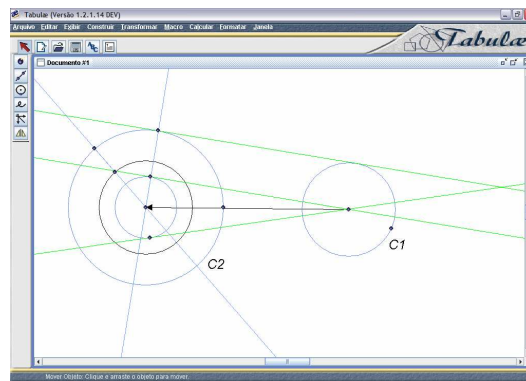 Tabulæ (Versão 1.2.1.14 DEV)
Arquivo Editar Exibir Construir Transformar Macro Calcular Formatar Janela
Tabulæ
Documento #1
C1
C2
Mover Objeto: Clique e arraste o objeto para mover.